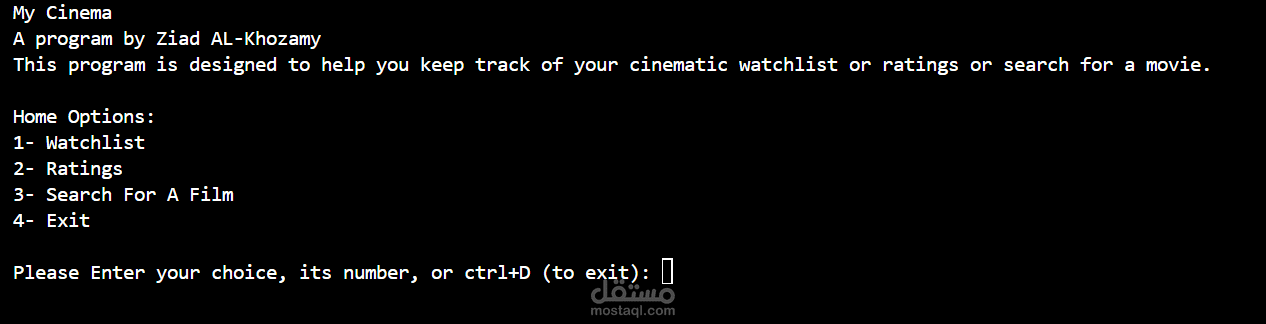 My Cinema
A program by Ziad AL-Khozamy
This program is designed to help you keep track of your cinematic watchlist or ratings or search for a movie.
Home Options:
1- Watchlist
2- Ratings
3- Search For A Film
4- Exit
Please Enter your choice, its number, or ctrl+D (to exit):
مستقل
mostaql.com